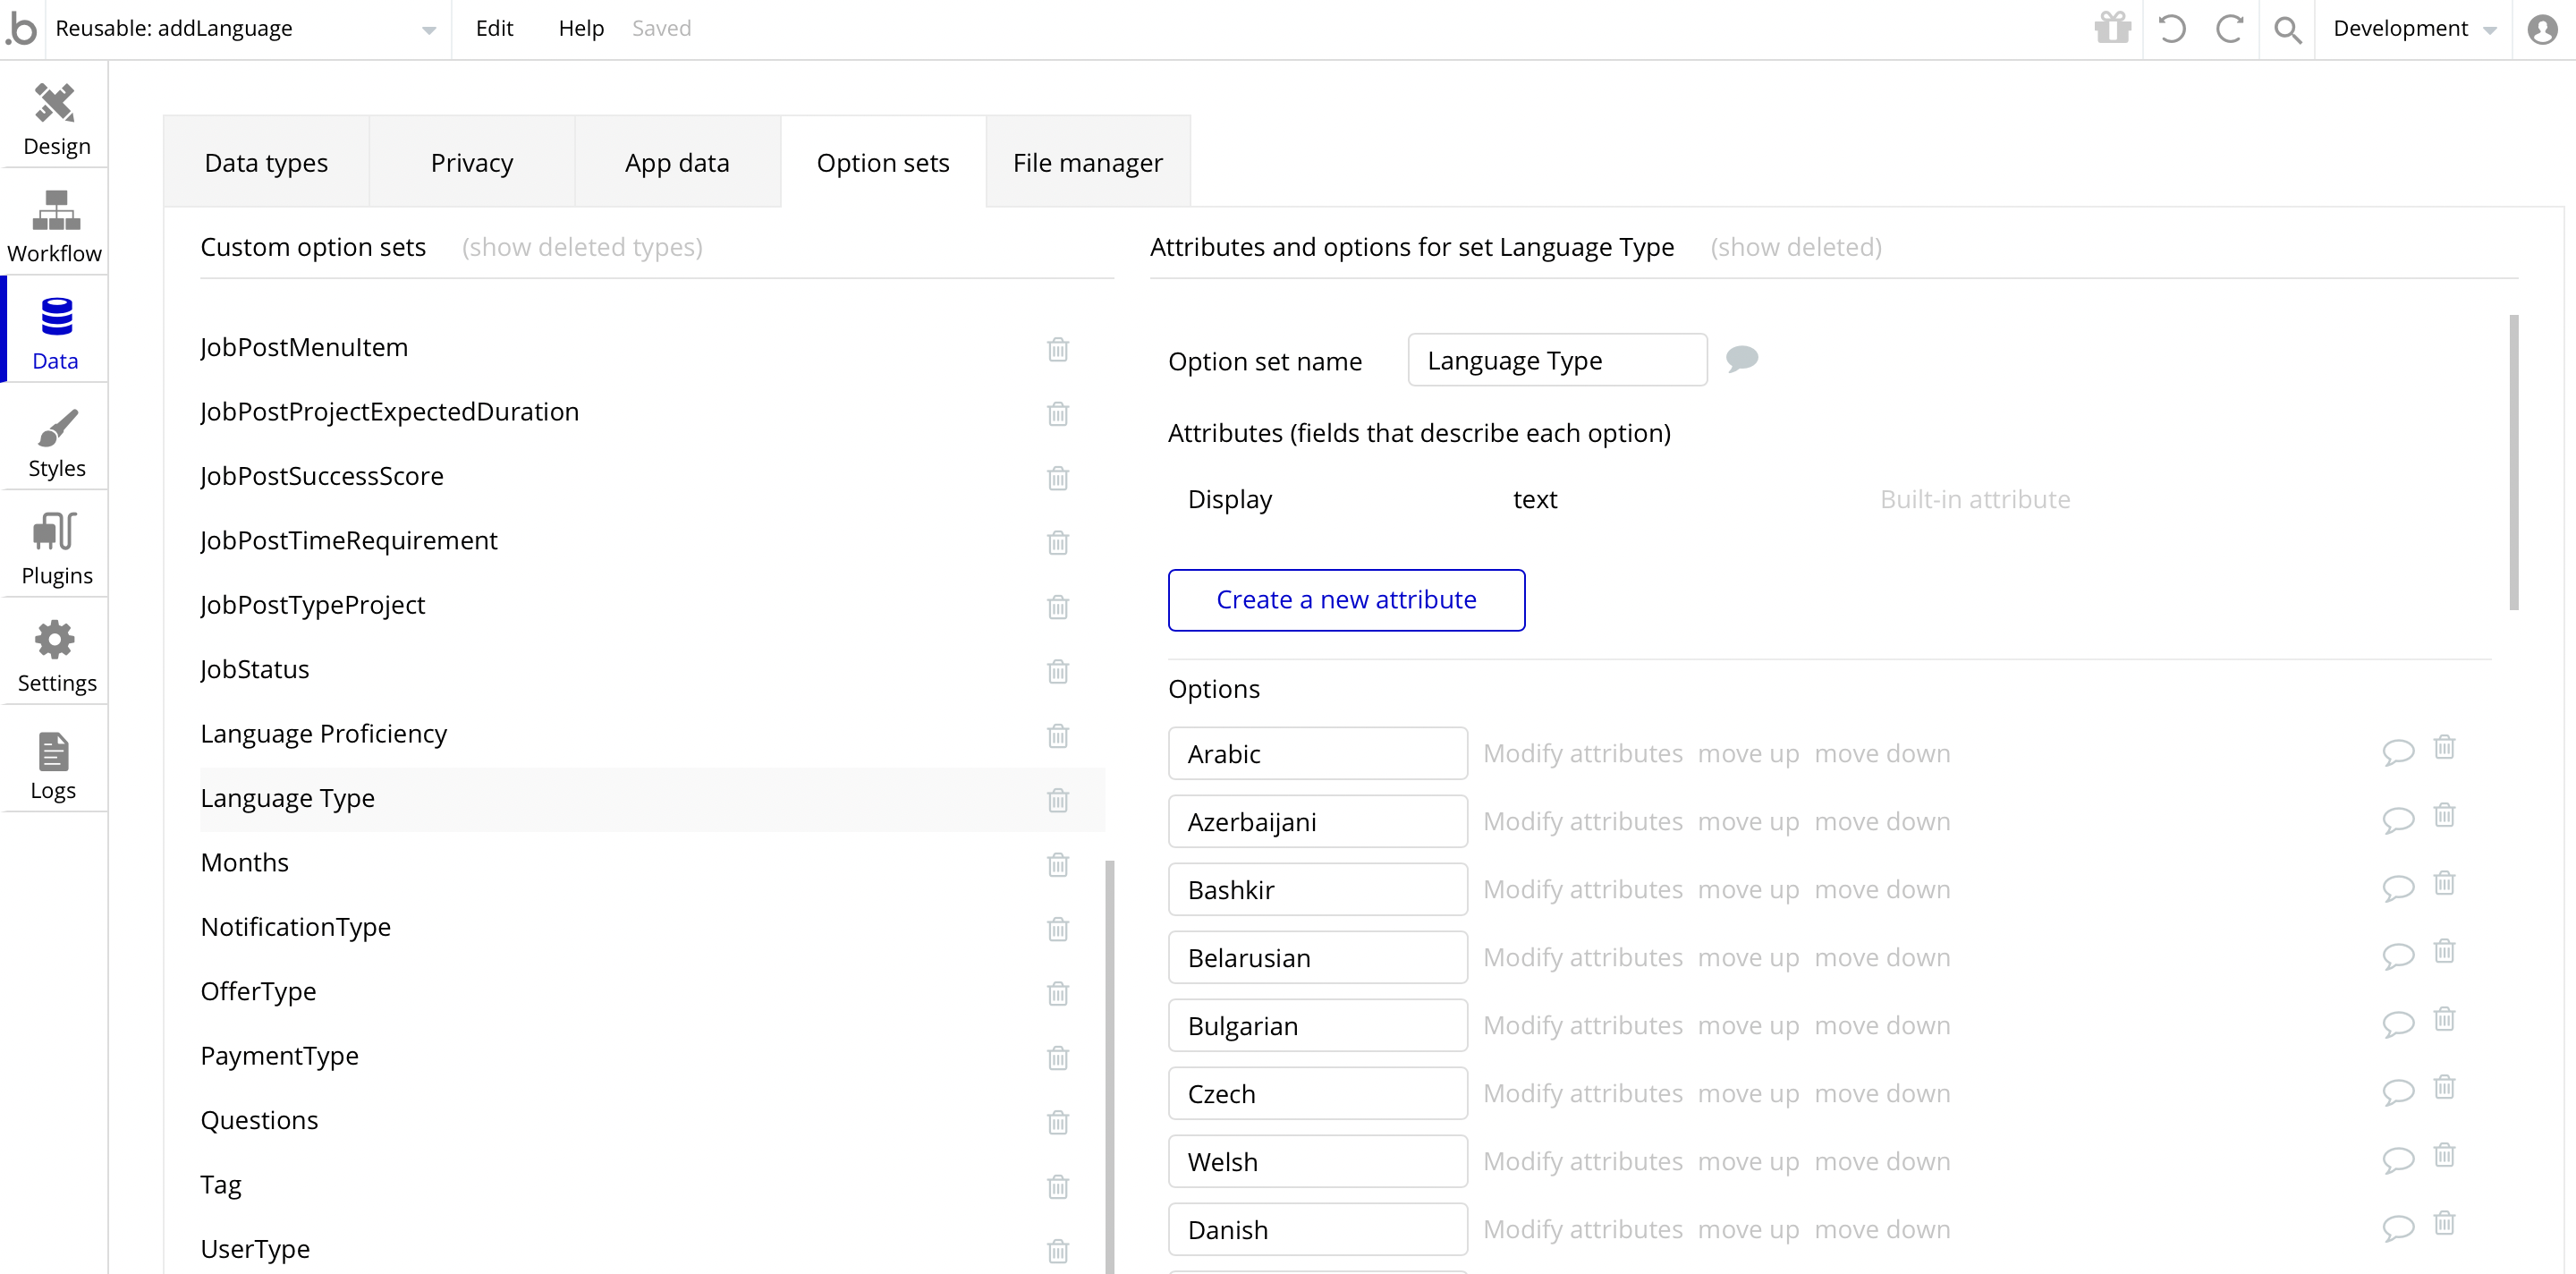 .b Reusable: addLanguage Edit Help Saved Development
Design
Workflow
Data
Styles
Plugins
Settings
Logs
Data types Privacy App data Option sets File manager
Custom option sets (show deleted types)
JobPostMenuItem
JobPostProjectExpectedDuration
JobPostSuccessScore
JobPostTimeRequirement
JobPostTypeProject
JobStatus
Language Proficiency
Language Type
Months
NotificationType
OfferType
PaymentType
Questions
Tag
UserType
Attributes and options for set Language Type (show deleted)
Option set name Language Type
Attributes (fields that describe each option)
Display text Built-in attribute
Create a new attribute
Options
Arabic Modify attributes move up move down
Azerbaijani Modify attributes move up move down
Bashkir Modify attributes move up move down
Belarusian Modify attributes move up move down
Bulgarian Modify attributes move up move down
Czech Modify attributes move up move down
Welsh Modify attributes move up move down
Danish Modify attributes move up move down